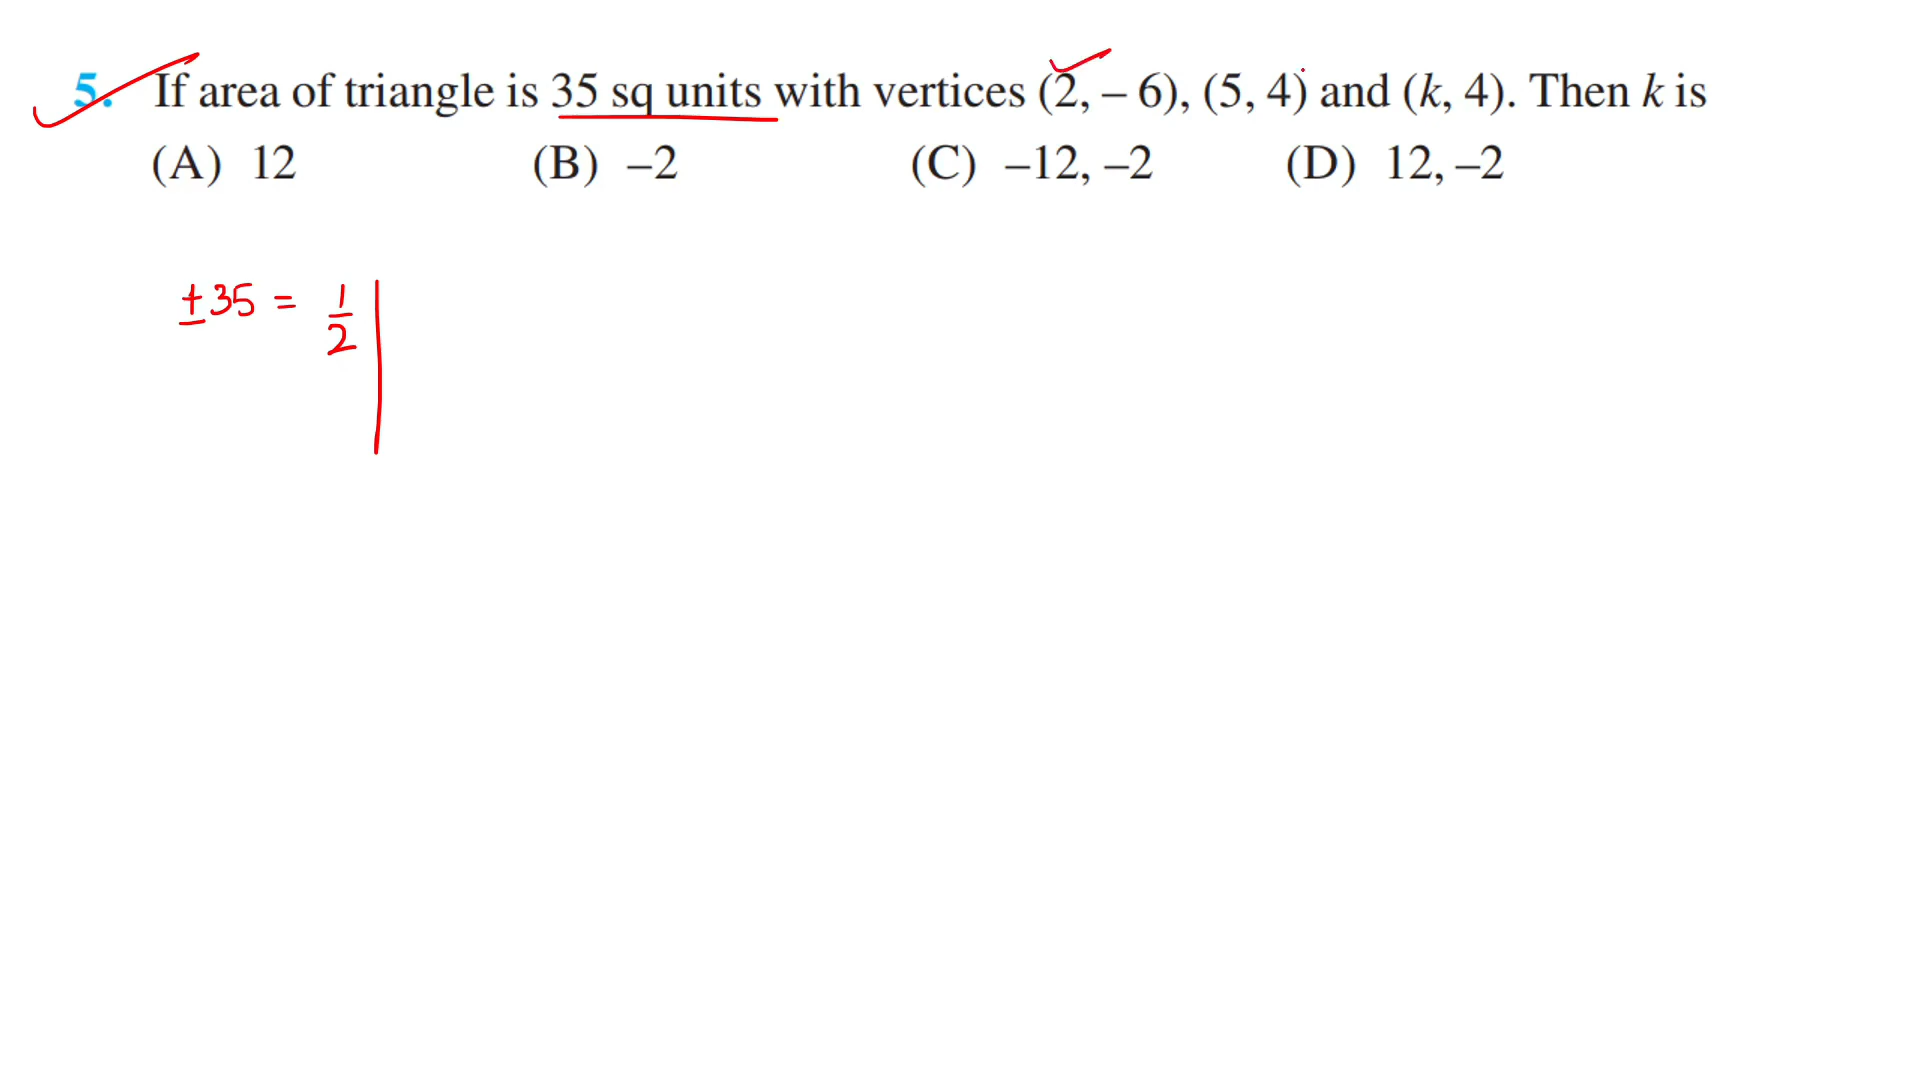 5. If area of triangle is 35 sq units with vertices (2, – 6), (5, 4) and (k, 4). Then k is
(A) 12 (B) –2 (C) –12, –2 (D) 12, –2
±35 = 1/2 |